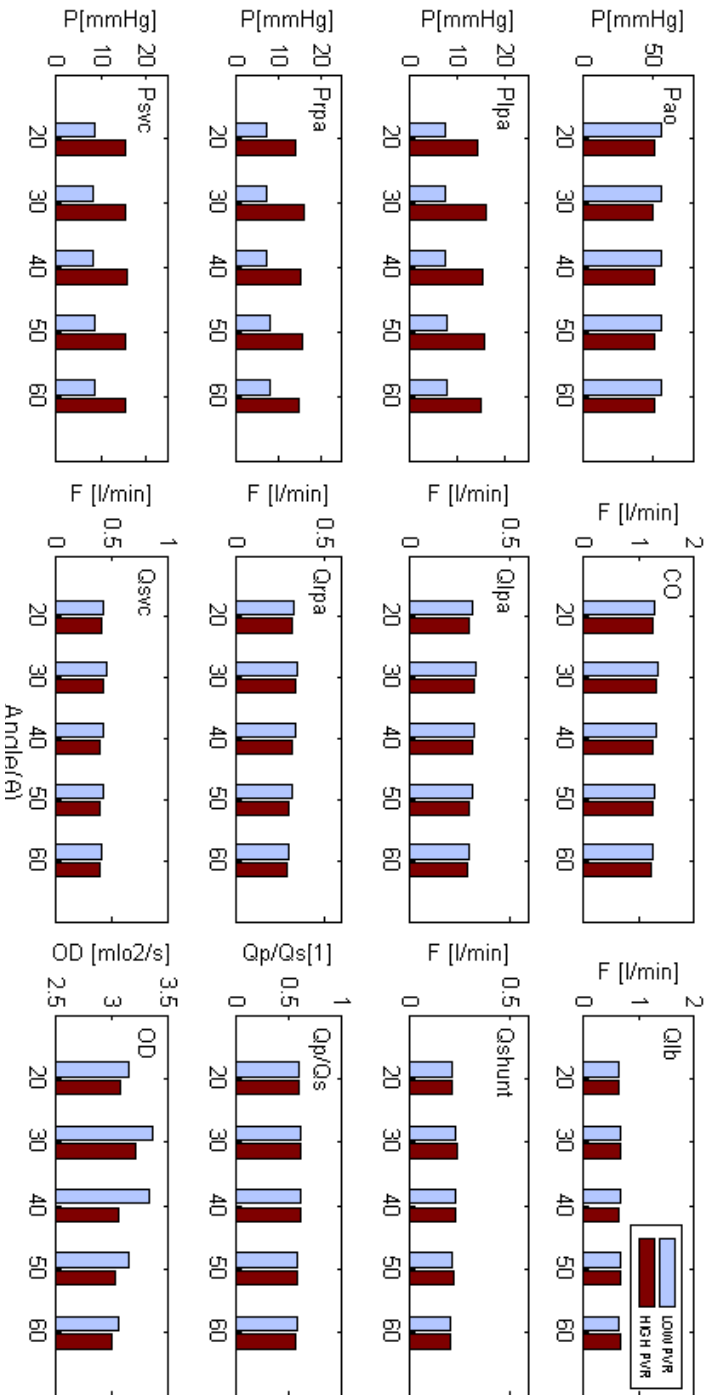 P[mmHg]
50
0
Pao
20 30 40 50 60
F [l/min]
2
1
0
CO
20 30 40 50 60
F [l/min]
2
1
0
Qlb
LOW PVR
HIGH PVR
20 30 40 50 60
P[mmHg]
20
10
0
Plpa
20 30 40 50 60
F [l/min]
0.5
0
Qlpa
20 30 40 50 60
F [l/min]
0.5
0
Qshunt
20 30 40 50 60
P[mmHg]
20
10
0
Prpa
20 30 40 50 60
F [l/min]
0.5
0
Qrpa
20 30 40 50 60
Qp/Qs[1]
1
0.5
0
Qp/Qs
20 30 40 50 60
P[mmHg]
20
10
0
Psvc
20 30 40 50 60
F [l/min]
1
0.5
0
Qsvc
20 30 40 50 60
OD [mlo2/s]
3.5
3
2.5
OD
20 30 40 50 60
Angle(θ)